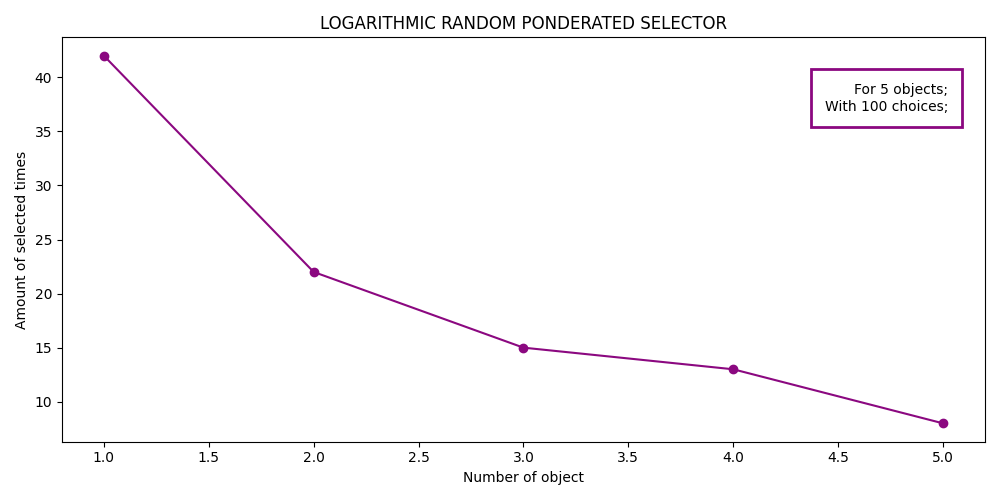 LOGARITHMIC RANDOM PONDERATED SELECTOR
For 5 objects;
With 100 choices;
Amount of selected times
40
35
30
25
20
15
10
1.0 1.5 2.0 2.5 3.0 3.5 4.0 4.5 5.0
Number of object